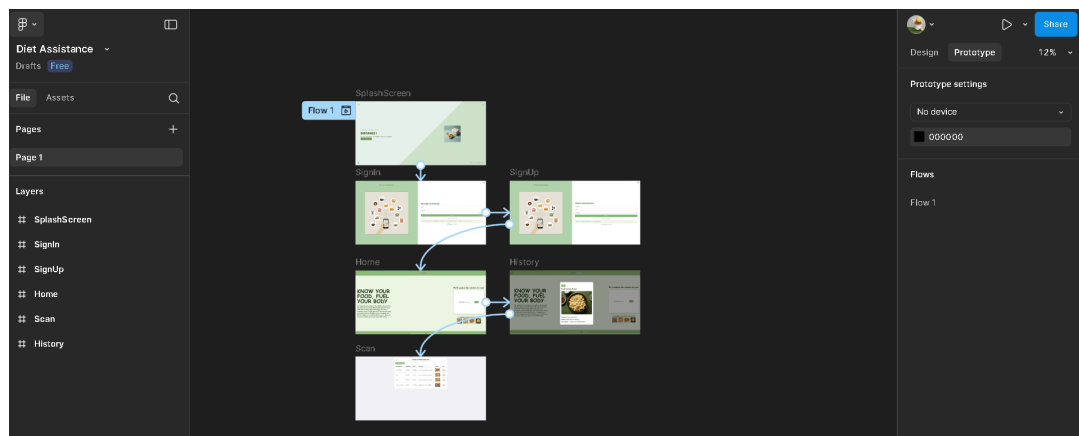 Diet Assistance
Drafts Free
File Assets
Pages
Page 1
Layers
SplashScreen
SignIn
SignUp
Home
Scan
History
Flow 1
SplashScreen
SignIn
SignUp
Home
History
KNOW YOUR
FOOD, FUEL
YOUR BODY
KNOW YOUR
FOOD, FUEL
YOUR BODY
Scan
Share
Design Prototype 12%
Prototype settings
No device
000000
Flows
Flow 1